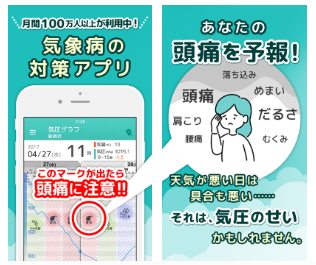 月間100万人以上が利用中!
気象病の
対策アプリ
気圧グラフ
2017
04/27(木)
11
このマークが出たら
頭痛に注意!!
あなたの
頭痛を予報!
落ち込み
頭痛
めまい
肩こり
だるさ
腰痛
むくみ
天気が悪い日は
具合も悪い……
それは、気圧のせい
かもしれません。